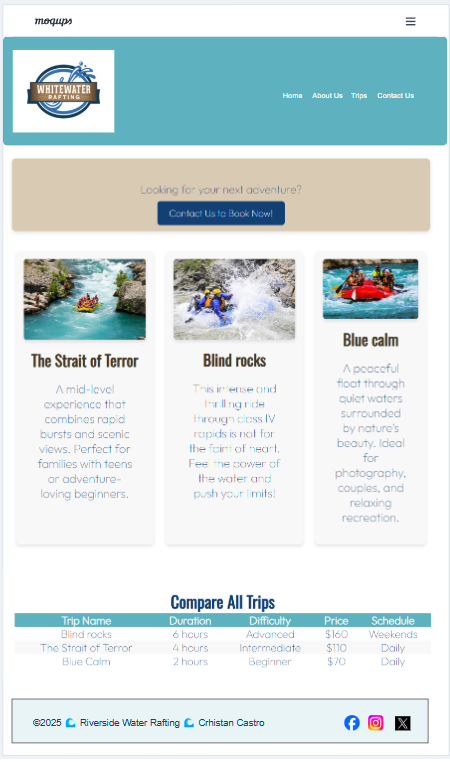 moqups
WHITEWATER
RAFTING
Home About Us Trips Contact Us
Looking for your next adventure?
Contact Us to Book Now!
The Strait of Terror
A mid-level
experience that
combines rapid
bursts and scenic
views. Perfect for
families with teens
or adventure-
loving beginners.
Blind rocks
This intense and
thrilling ride
through class IV
rapids is not for
the faint of heart.
Feel the power of
the water and
push your limits!
Blue calm
A peaceful
float through
quiet waters
surrounded
by nature's
beauty. Ideal
for
photography,
couples, and
relaxing
recreation.
Compare All Trips
Trip Name Duration Difficulty Price Schedule
Blind rocks 6 hours Advanced $160 Weekends
The Strait of Terror 4 hours Intermediate $110 Daily
Blue Calm 2 hours Beginner $70 Daily
©2025 🌊 Riverside Water Rafting 🌊 Crhistan Castro